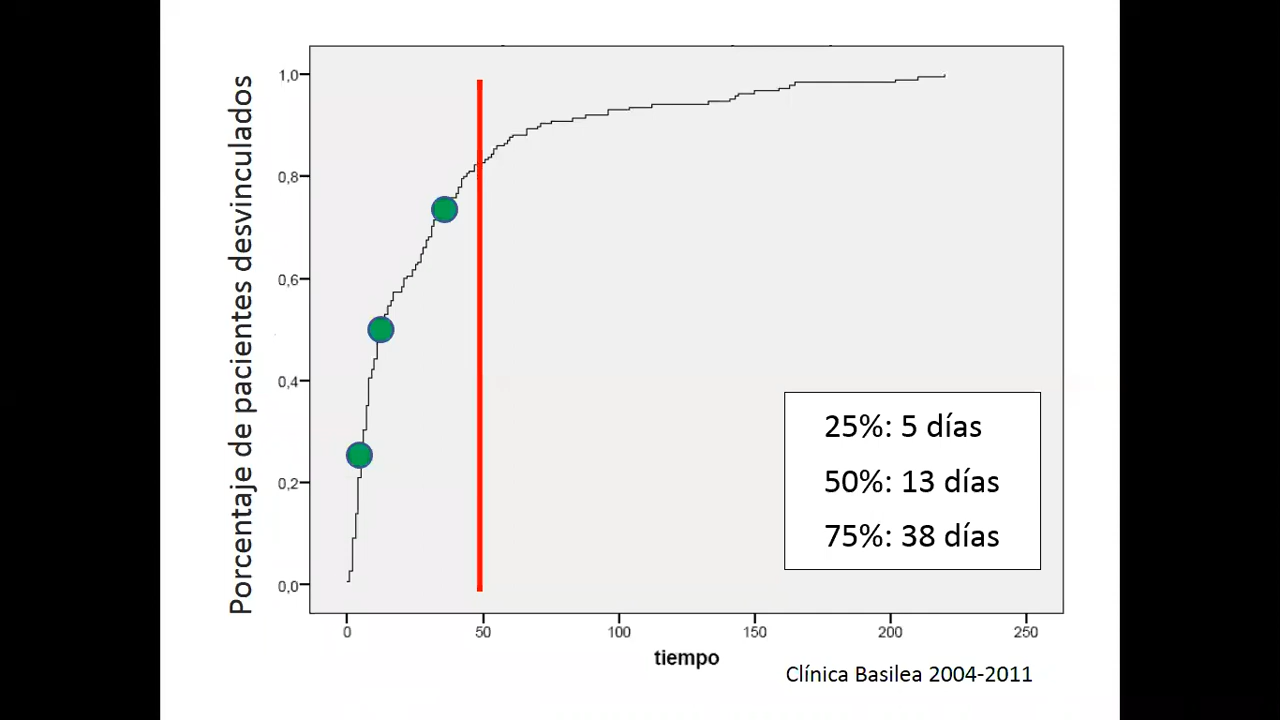 Porcentaje de pacientes desvinculados
1,0
0,8
0,6
0,4
0,2
0,0
0 50 100 150 200 250
tiempo
25%: 5 días
50%: 13 días
75%: 38 días
Clínica Basilea 2004-2011